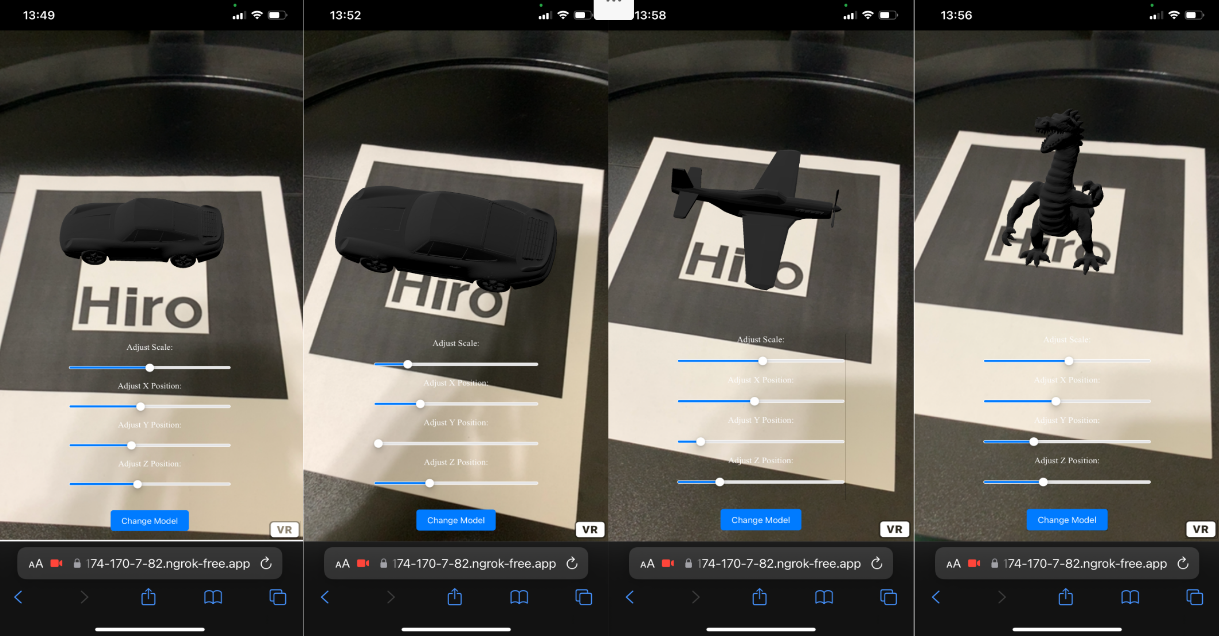 13:49
Hiro
Adjust Scale:
Adjust X Position:
Adjust Y Position:
Adjust Z Position:
Change Model
VR
AA 174-170-7-82.ngrok-free.app
13:52
Hiro
Adjust Scale:
Adjust X Position:
Adjust Y Position:
Adjust Z Position:
Change Model
VR
AA 174-170-7-82.ngrok-free.app
13:58
Hiro
Adjust Scale:
Adjust X Position:
Adjust Y Position:
Adjust Z Position:
Change Model
VR
AA 174-170-7-82.ngrok-free.app
13:56
Hiro
Adjust Scale:
Adjust X Position:
Adjust Y Position:
Adjust Z Position:
Change Model
VR
AA 174-170-7-82.ngrok-free.app